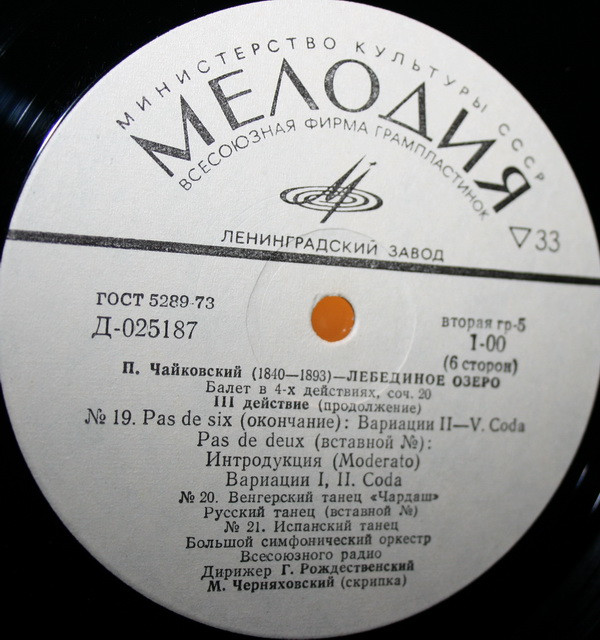 МИНИСТЕРСТВО КУЛЬТУРЫ СССР
МЕЛОДИЯ
ВСЕСОЮЗНАЯ ФИРМА ГРАМПЛАСТИНОК
ЛЕНИНГРАДСКИЙ ЗАВОД
▽33
ГОСТ 5289-73
Д-025187
вторая гр-5
1-00
(6 сторон)
П. Чайковский (1840—1893)—ЛЕБЕДИНОЕ ОЗЕРО
Балет в 4-х действиях, соч. 20
III действие (продолжение)
№ 19. Pas de six (окончание): Вариации II—V. Coda
Pas de deux (вставной №):
Интродукция (Moderato)
Вариации I, II. Coda
№ 20. Венгерский танец «Чардаш»
Русский танец (вставной №)
№ 21. Испанский танец
Большой симфонический оркестр
Всесоюзного радио
Дирижер Г. Рождественский
М. Черняховский (скрипка)